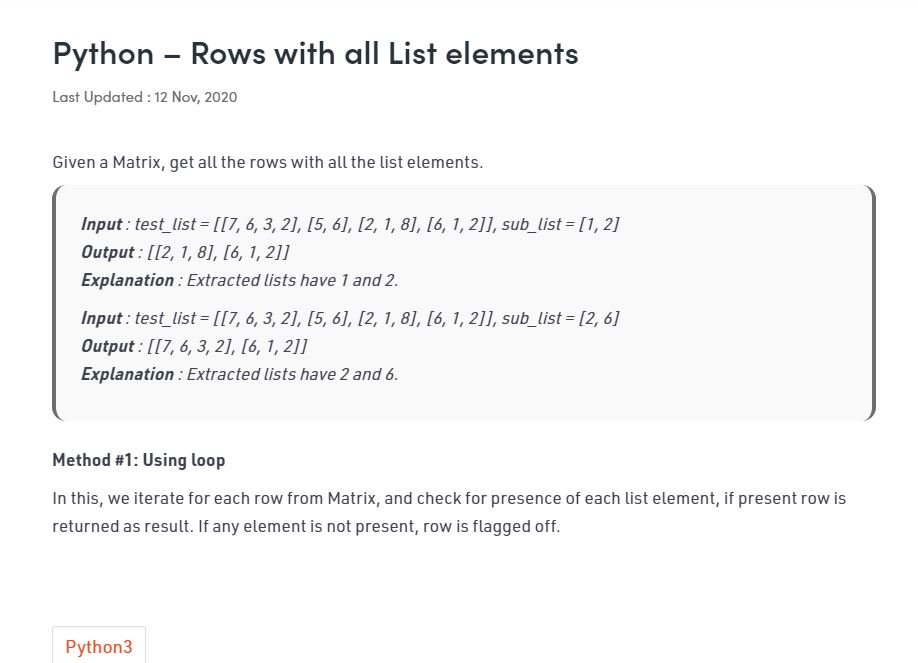 Python – Rows with all List elements
Last Updated : 12 Nov, 2020
Given a Matrix, get all the rows with all the list elements.
Input : test_list = [[7, 6, 3, 2], [5, 6], [2, 1, 8], [6, 1, 2]], sub_list = [1, 2]
Output : [[2, 1, 8], [6, 1, 2]]
Explanation : Extracted lists have 1 and 2.
Input : test_list = [[7, 6, 3, 2], [5, 6], [2, 1, 8], [6, 1, 2]], sub_list = [2, 6]
Output : [[7, 6, 3, 2], [6, 1, 2]]
Explanation : Extracted lists have 2 and 6.
Method #1: Using loop
In this, we iterate for each row from Matrix, and check for presence of each list element, if present row is
returned as result. If any element is not present, row is flagged off.
Python3